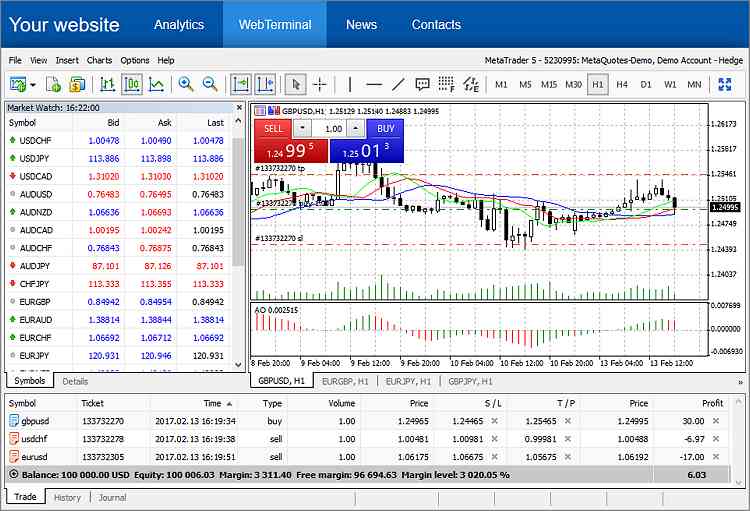 Your website Analytics WebTerminal News Contacts
File View Insert Charts Options Help MetaTrader 5 - 5230995: MetaQuotes-Demo, Demo Account - Hedge
M1 M5 M15 M30 H1 H4 D1 W1 MN
Market Watch: 16:22:00
Symbol Bid Ask Last
USDCHF 1.00478 1.00490 1.00478
USDJPY 113.886 113.898 113.886
USDCAD 1.31020 1.31030 1.31020
AUDUSD 0.76483 0.76495 0.76483
AUDNZD 1.06636 1.06693 1.06636
AUDCAD 1.00195 1.00242 1.00195
AUDCHF 0.76843 0.76875 0.76843
AUDJPY 87.101 87.126 87.101
CHFJPY 113.333 113.355 113.333
EURGBP 0.84942 0.84954 0.84942
EURAUD 1.38814 1.38844 1.38814
EURCHF 1.06692 1.06712 1.06692
EURJPY 120.931 120.946 120.931
Symbols Details
GBPUSD,H1 1.25129 1.25140 1.24883 1.24995
SELL 1.00 BUY
1.24 99 5 1.25 01 3
#133732270 tp
#133732270
#133732270 sl
1.26173
1.25817
1.25461
1.25105
1.24995
1.24749
1.24393
1.24037
AO 0.002515
0.007699
0.000000
-0.006930
8 Feb 20:00 9 Feb 04:00 9 Feb 12:00 9 Feb 20:00 10 Feb 04:00 10 Feb 12:00 10 Feb 20:00 13 Feb 04:00 13 Feb 12:00
GBPUSD, H1 EURGBP, H1 EURJPY, H1 GBPJPY, H1 »
Symbol Ticket Time Type Volume Price S / L T / P Price Profit
gbpusd 133732270 2017.02.13 16:19:34 buy 1.00 1.24965 1.24415 1.25465 1.24995 30.00
usdchf 133732278 2017.02.13 16:19:38 sell 1.00 1.00481 1.00981 0.99981 1.00488 -6.97
eurusd 133732305 2017.02.13 16:19:51 sell 1.00 1.06175 1.06675 1.05675 1.06192 -17.00
Balance: 100 000.00 USD Equity: 100 006.03 Margin: 3 311.40 Free margin: 96 694.63 Margin level: 3 020.05 % 6.03
Trade History Journal